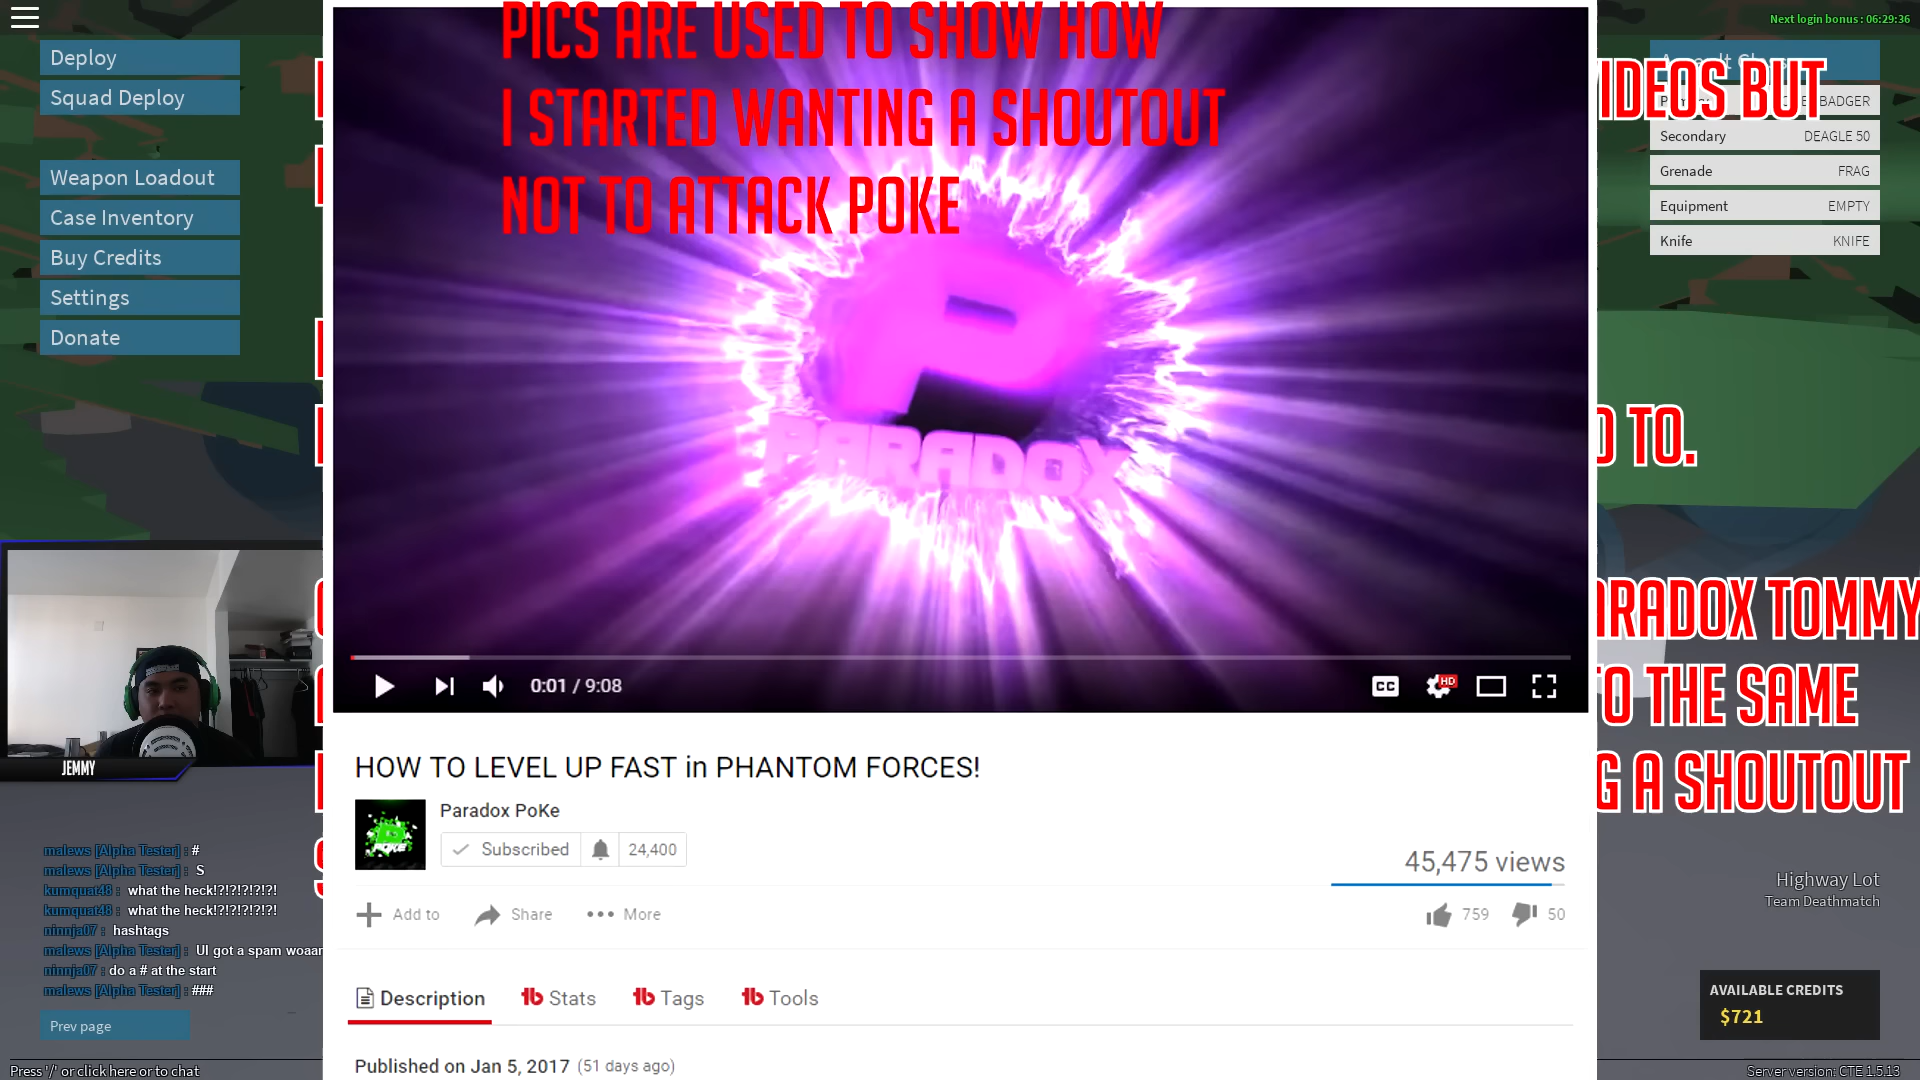 PICS ARE USED TO SHOW HOW
I STARTED WANTING A SHOUTOUT
NOT TO ATTACK POKE
Next login bonus : 06:29:36
Deploy
Squad Deploy
Weapon Loadout
Case Inventory
Buy Credits
Settings
Donate
IDEOS BUT
BADGER
Secondary DEAGLE 50
Grenade FRAG
Equipment EMPTY
Knife KNIFE
TO.
PARADOX
0:01 / 9:08
CC
HD
ARADOX TOMMY
TO THE SAME
G A SHOUTOUT
JEMMY
HOW TO LEVEL UP FAST in PHANTOM FORCES!
Paradox PoKe
Subscribed 24,400
45,475 views
Add to Share More
759 50
malews [Alpha Tester] : #
malews [Alpha Tester] : S
kumquat48 : what the heck!?!?!?!?!?!
kumquat48 : what the heck!?!?!?!?!?!
ninnja07 : hashtags
malews [Alpha Tester] : UI got a spam woaar
ninnja07 : do a # at the start
malews [Alpha Tester] : ###
Prev page
Press '/' or click here or to chat
Description Stats Tags Tools
Published on Jan 5, 2017 (51 days ago)
Highway Lot
Team Deathmatch
AVAILABLE CREDITS
$721
Server version: CTE 1.5.13